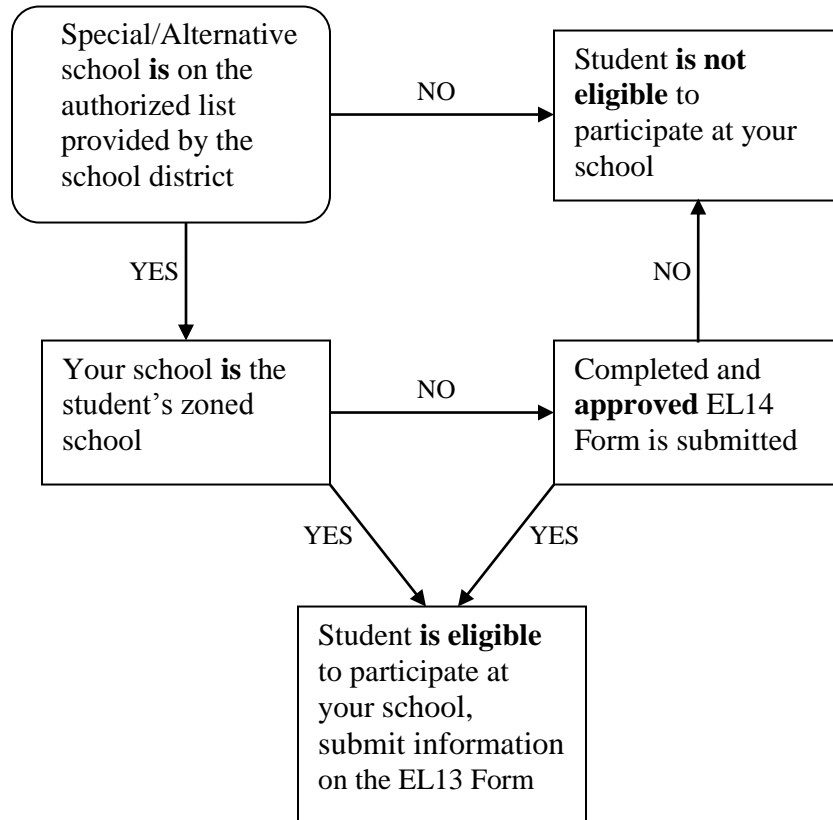 Special/Alternative
school is on the
authorized list
provided by the
school district
NO
Student is not
eligible to
participate at your
school
YES
NO
Your school is the
student’s zoned
school
NO
Completed and
approved EL14
Form is submitted
YES
YES
Student is eligible
to participate at
your school,
submit information
on the EL13 Form